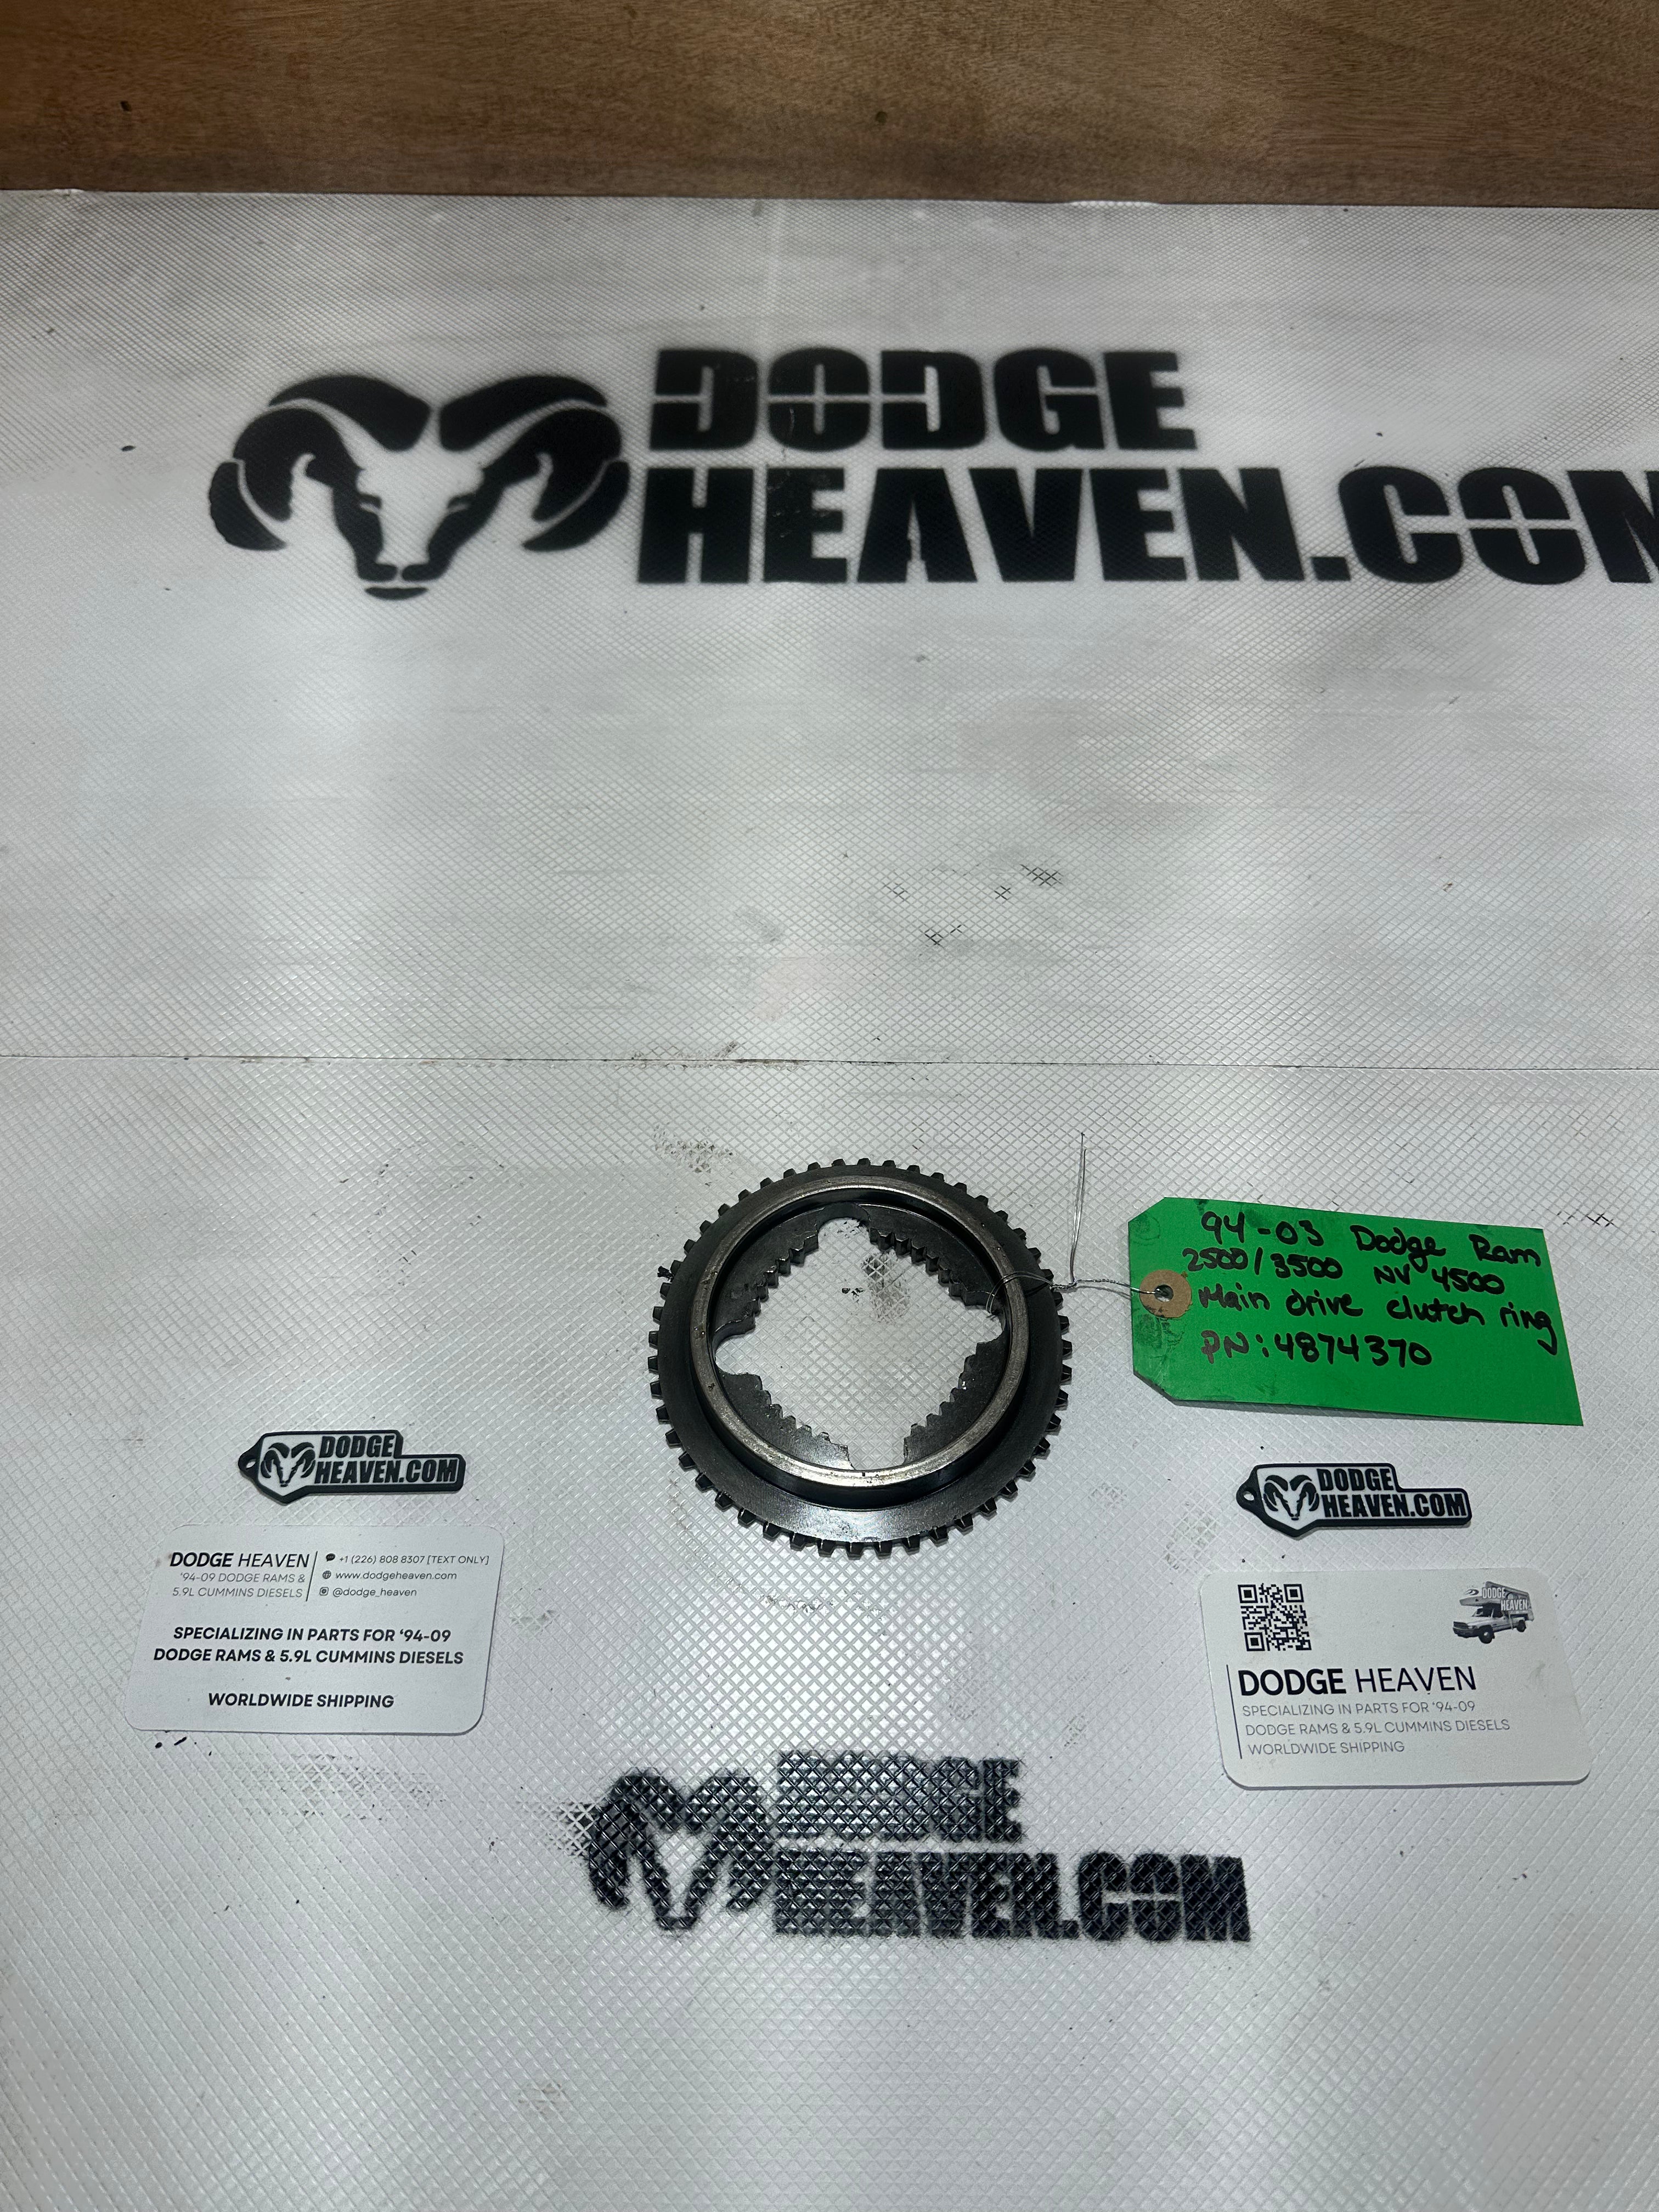 DODGE
HEAVEN.COM
94-03 Dodge Ram
2500/3500 NV 4500
Main drive clutch ring
PN:4874370
DODGE
HEAVEN.COM
DODGE
HEAVEN.COM
DODGE HEAVEN
'94-09 DODGE RAMS &
5.9L CUMMINS DIESELS
+1 (226) 808 8307 [TEXT ONLY]
www.dodgeheaven.com
@dodge_heaven
SPECIALIZING IN PARTS FOR '94-09
DODGE RAMS & 5.9L CUMMINS DIESELS
WORLDWIDE SHIPPING
DODGE
HEAVEN
DODGE HEAVEN
SPECIALIZING IN PARTS FOR '94-09
DODGE RAMS & 5.9L CUMMINS DIESELS
WORLDWIDE SHIPPING
DODGE
HEAVEN.COM